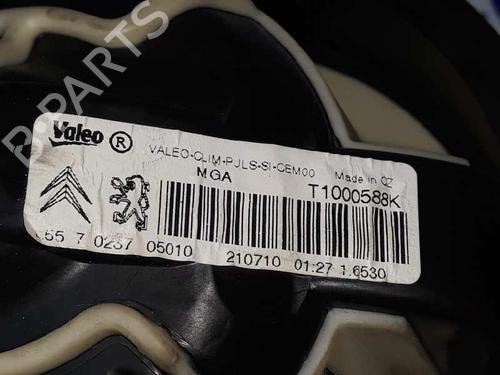 B-PARTS
Valeo ®
VALEO-CLIM-PULS-SI-CEM00 Made in CZ
MGA T1000588K
55 7 0237 05010 210710 01:27 1.6530